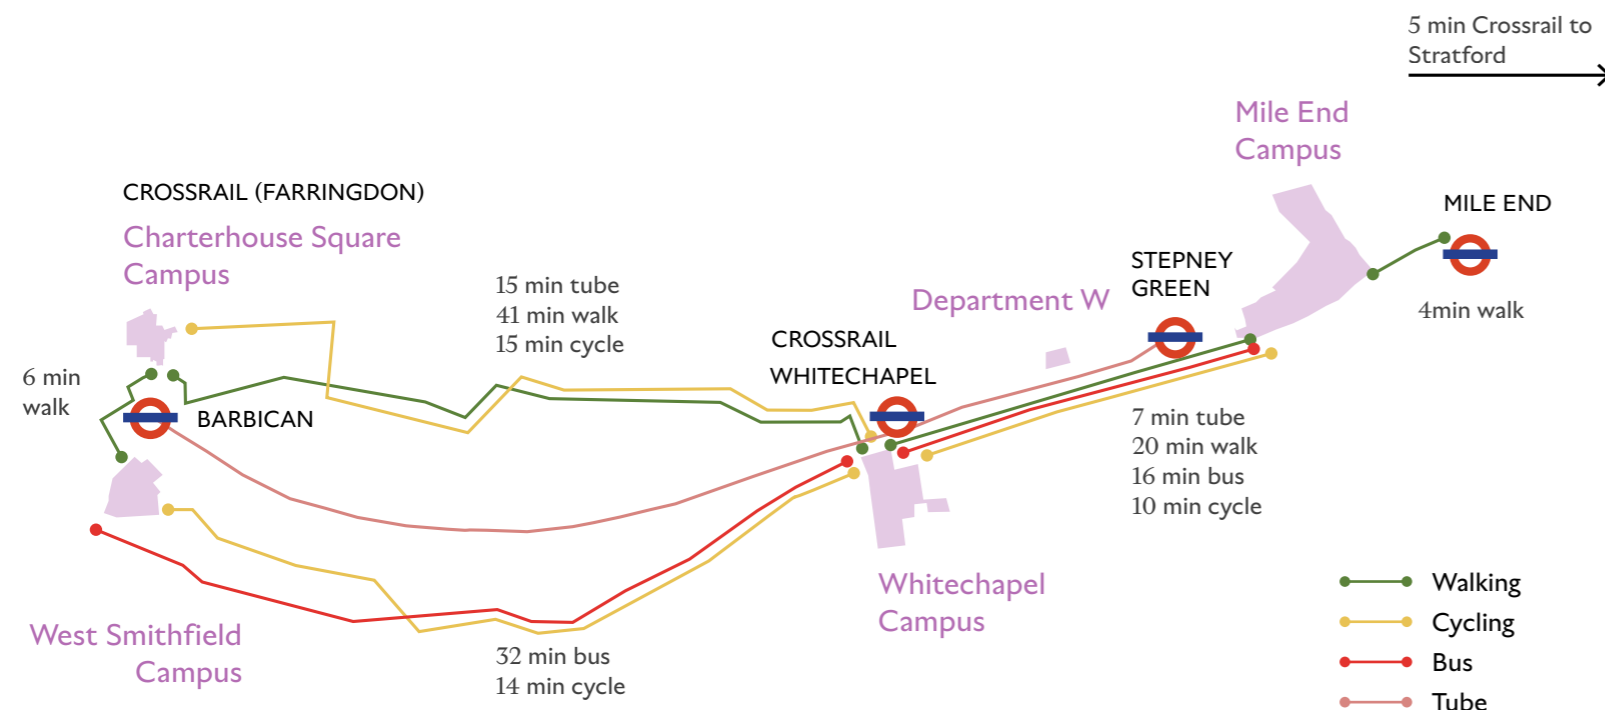 5 min Crossrail to
Stratford
Mile End
Campus
CROSSRAIL (FARRINGDON)
Charterhouse Square
Campus
MILE END
STEPNEY
GREEN
15 min tube
41 min walk
15 min cycle
Department W
4min walk
CROSSRAIL
WHITECHAPEL
6 min
walk
BARBICAN
7 min tube
20 min walk
16 min bus
10 min cycle
Whitechapel
Campus
West Smithfield
Campus
32 min bus
14 min cycle
Walking
Cycling
Bus
Tube